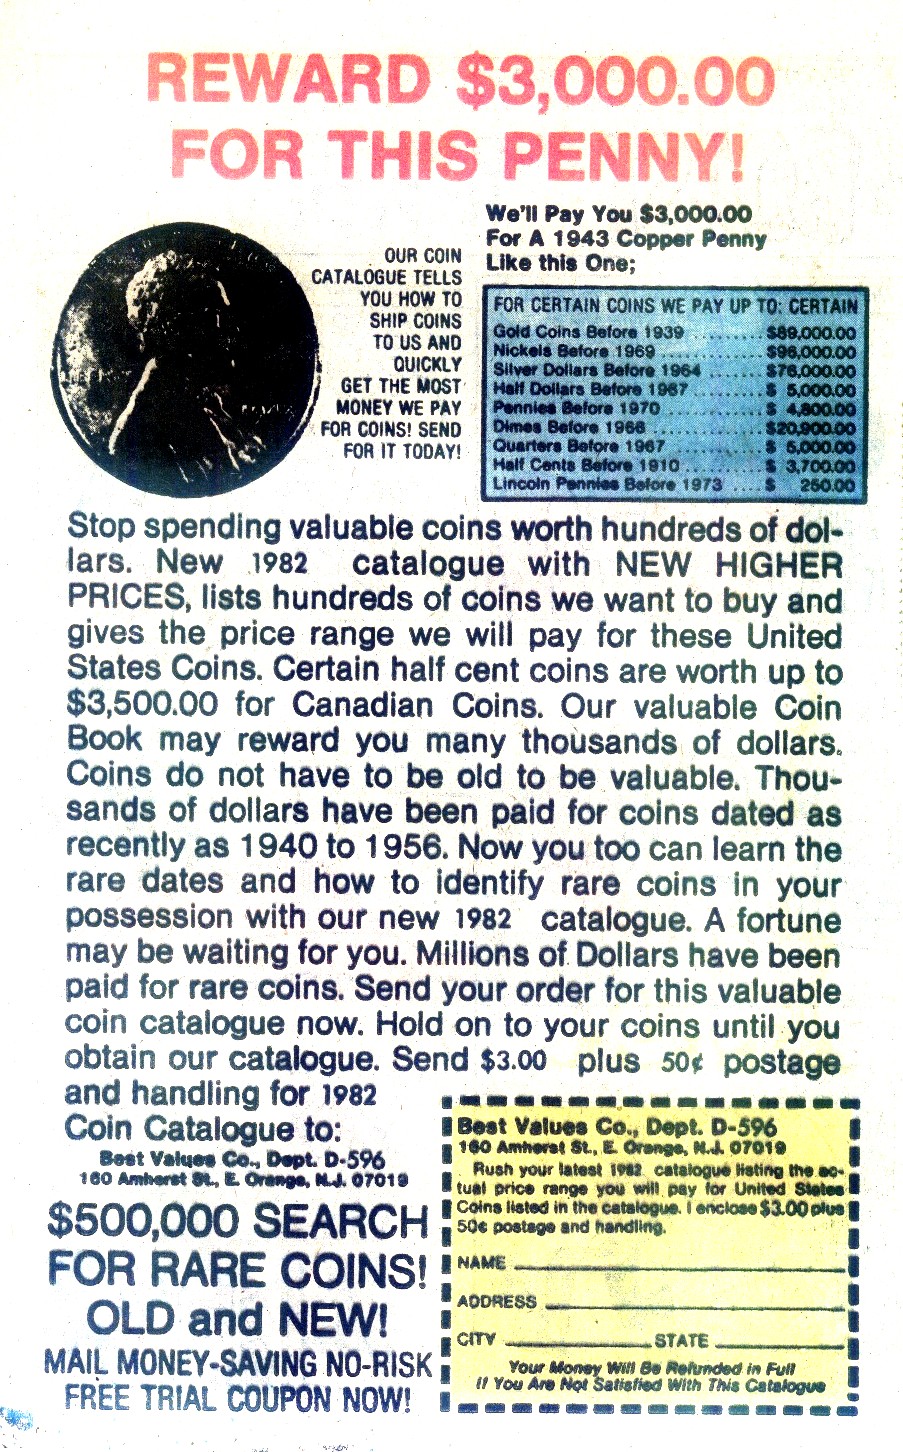 REWARD $3,000.00
FOR THIS PENNY!
OUR COIN
CATALOGUE TELLS
YOU HOW TO
SHIP COINS
TO US AND
QUICKLY
GET THE MOST
MONEY WE PAY
FOR COINS! SEND
FOR IT TODAY!
We'll Pay You $3,000.00
For A 1943 Copper Penny
Like this One;
FOR CERTAIN COINS WE PAY UP TO: CERTAIN
Gold Coins Before 1939 ......... $89,000.00
Nickels Before 1969 ............ $96,000.00
Silver Dollars Before 1964 ....... $76,000.00
Half Dollars Before 1967 ......... $ 5,000.00
Pennies Before 1970 ............ $ 4,800.00
Dimes Before 1966 ............. $20,900.00
Quarters Before 1967 ............ $ 5,000.00
Half Cents Before 1910 .......... $ 3,700.00
Lincoln Pennies Before 1973 ..... $ 250.00
Stop spending valuable coins worth hundreds of dol-
lars. New 1982 catalogue with NEW HIGHER
PRICES, lists hundreds of coins we want to buy and
gives the price range we will pay for these United
States Coins. Certain half cent coins are worth up to
$3,500.00 for Canadian Coins. Our valuable Coin
Book may reward you many thousands of dollars.
Coins do not have to be old to be valuable. Thou-
sands of dollars have been paid for coins dated as
recently as 1940 to 1956. Now you too can learn the
rare dates and how to identify rare coins in your
possession with our new 1982 catalogue. A fortune
may be waiting for you. Millions of Dollars have been
paid for rare coins. Send your order for this valuable
coin catalogue now. Hold on to your coins until you
obtain our catalogue. Send $3.00 plus 50¢ postage
and handling for 1982
Coin Catalogue to:
Best Values Co., Dept. D-596
160 Amherst St., E. Orange, N.J. 07019
$500,000 SEARCH
FOR RARE COINS!
OLD and NEW!
MAIL MONEY-SAVING NO-RISK
FREE TRIAL COUPON NOW!
Best Values Co., Dept. D-596
160 Amherst St., E. Orange, N.J. 07019
Rush your latest 1982 catalogue listing the ac-
tual price range you will pay for United States
Coins listed in the catalogue. I enclose $3.00 plus
50¢ postage and handling.
NAME
ADDRESS
CITY STATE
Your Money Will Be Refunded in Full
If You Are Not Satisfied With This Catalogue